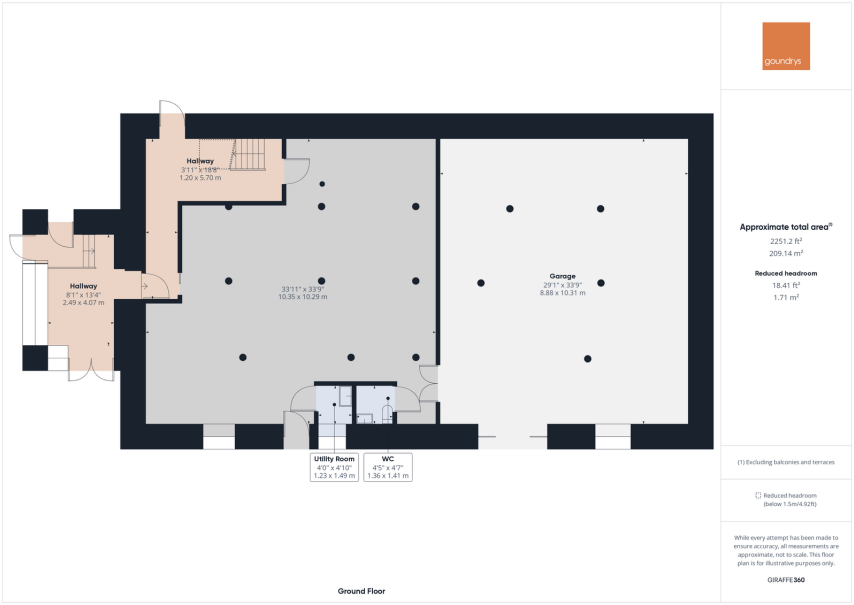 goundrys
Hallway
3'11" x 18'8"
1.20 x 5.70 m
Hallway
8'1" x 13'4"
2.49 x 4.07 m
33'11" x 33'9"
10.35 x 10.29 m
Garage
29'1" x 33'9"
8.88 x 10.31 m
Utility Room
4'0" x 4'10"
1.23 x 1.49 m
WC
4'5" x 4'7"
1.36 x 1.41 m
Ground Floor
Approximate total area(1)
2251.2 ft²
209.14 m²
Reduced headroom
18.41 ft²
1.71 m²
(1) Excluding balconies and terraces
Reduced headroom
(below 1.5m/4.92ft)
While every attempt has been made to
ensure accuracy, all measurements are
approximate, not to scale. This floor
plan is for illustrative purposes only.
GIRAFFE360